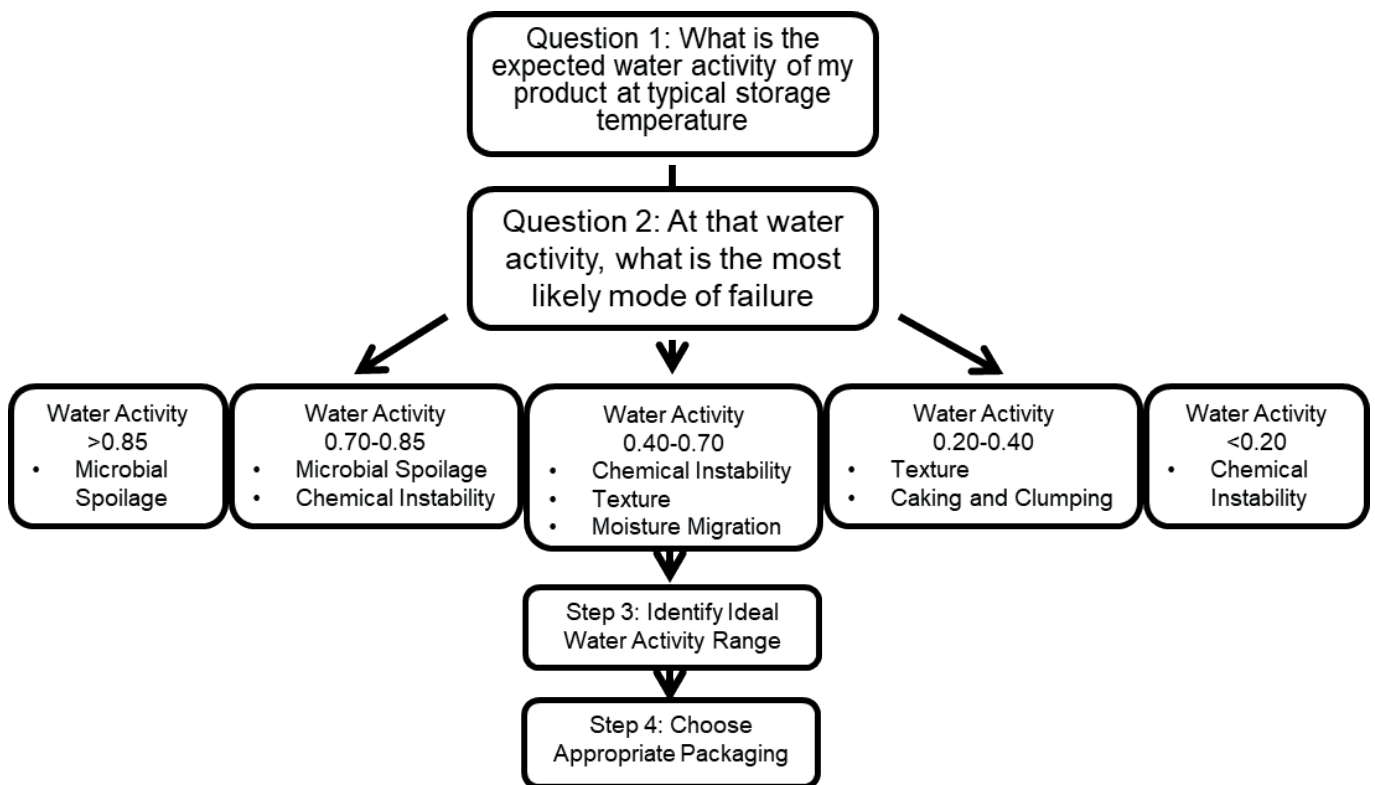 Question 1: What is the
expected water activity of my
product at typical storage
temperature
Question 2: At that water
activity, what is the most
likely mode of failure
Water Activity
>0.85
• Microbial
Spoilage
Water Activity
0.70-0.85
• Microbial Spoilage
• Chemical Instability
Water Activity
0.40-0.70
• Chemical Instability
• Texture
• Moisture Migration
Water Activity
0.20-0.40
• Texture
• Caking and Clumping
Water Activity
<0.20
• Chemical
Instability
Step 3: Identify Ideal
Water Activity Range
Step 4: Choose
Appropriate Packaging